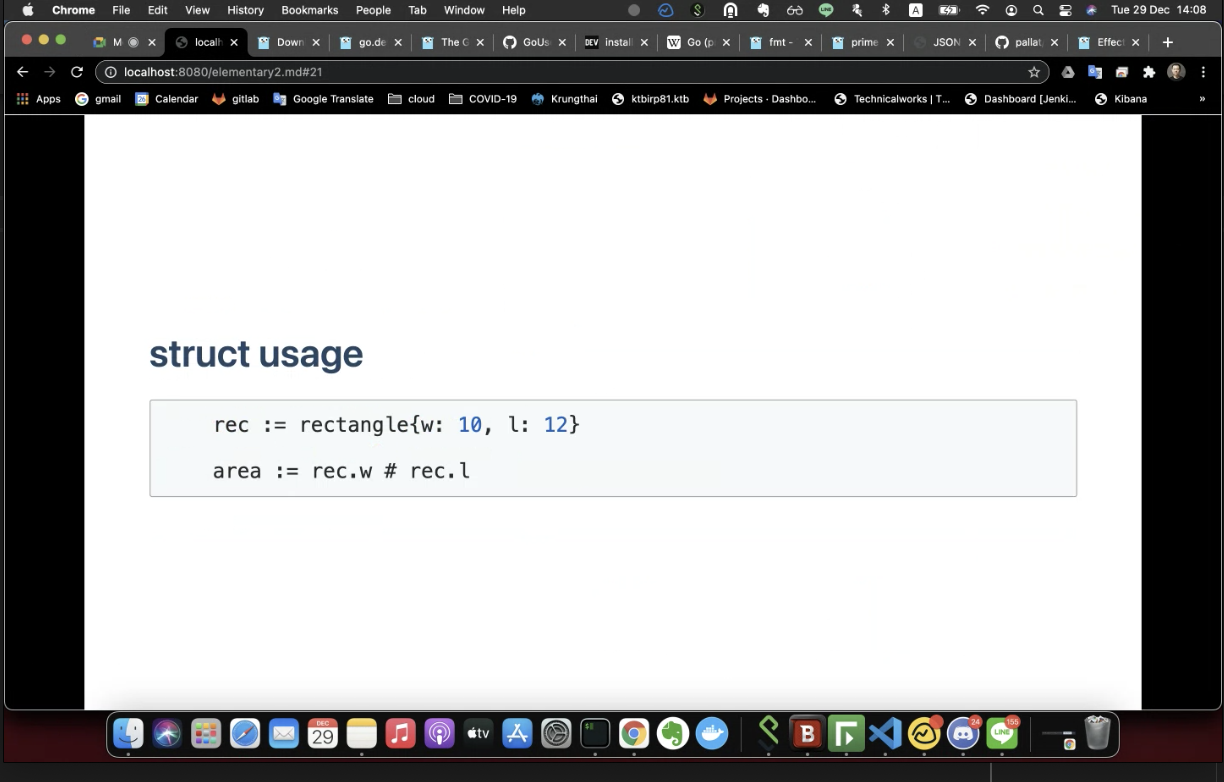 Chrome File Edit View History Bookmarks People Tab Window Help A Tue 29 Dec 14:08
M localh Down go.de The G GoUs DEV install W Go (p fmt - prime JSON pallat Effect
localhost:8080/elementary2.md#21
Apps gmail Calendar gitlab Google Translate cloud COVID-19 Krungthai ktbirp81.ktb Projects · Dashbo... Technicalworks | T... Dashboard [Jenki... Kibana »
struct usage
rec := rectangle{w: 10, l: 12}
area := rec.w # rec.l
DEC
29
tv
B
24
LINE
155